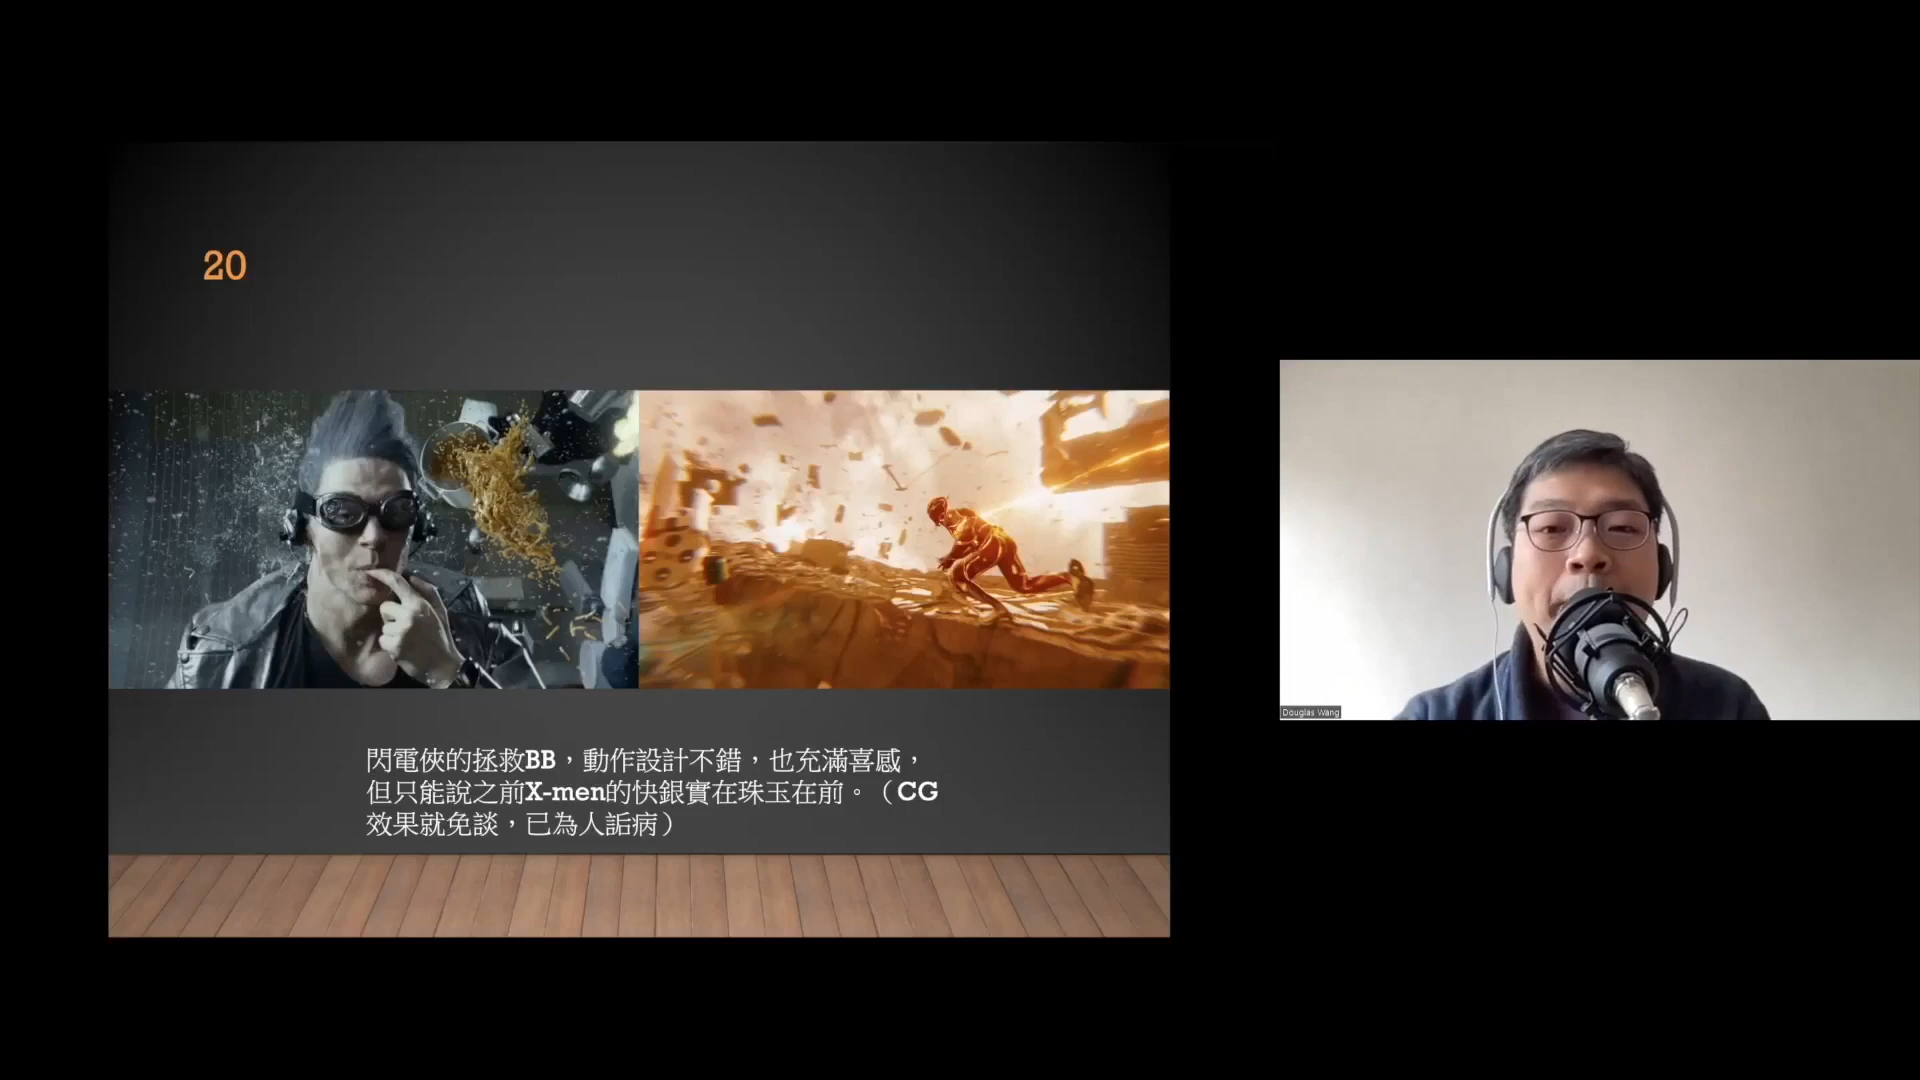 20
閃電俠的拯救BB，動作設計不錯，也充滿喜感，
但只能說之前X-men的快銀實在珠玉在前。（CG
效果就免談，已為人詬病）
Douglas Wang